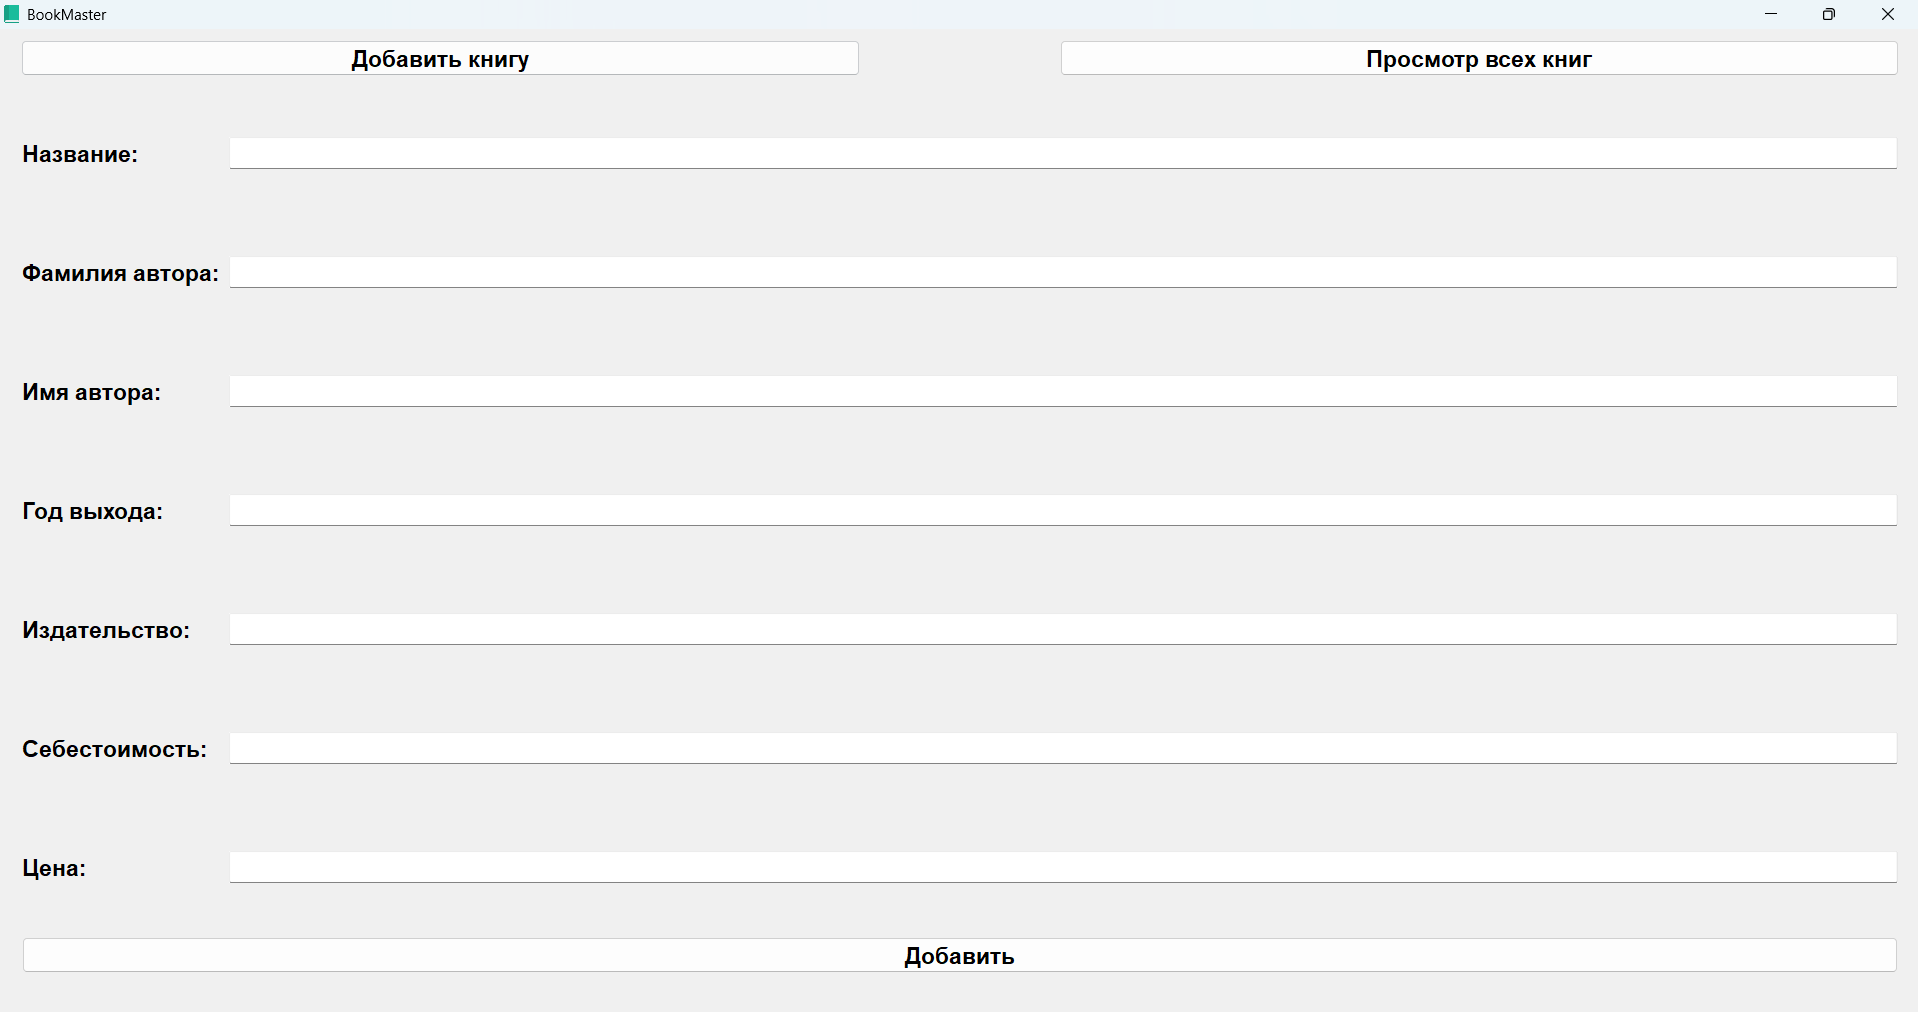 BookMaster
Добавить книгу
Просмотр всех книг
Название:
Фамилия автора:
Имя автора:
Год выхода:
Издательство:
Себестоимость:
Цена:
Добавить